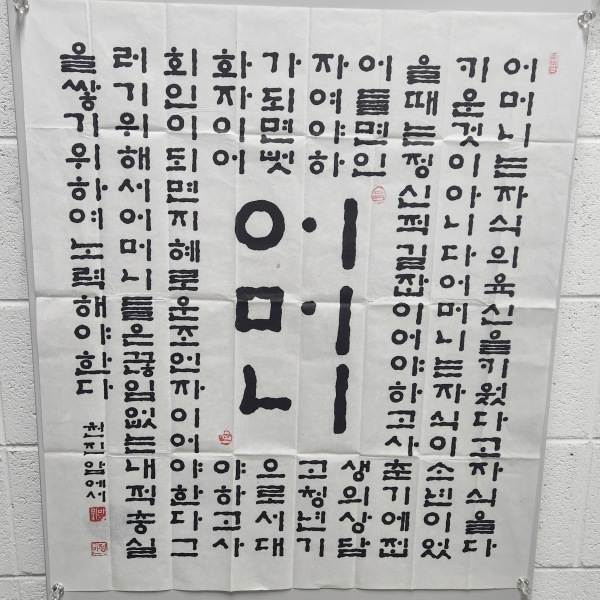 어머니는자식의육신을키웠다고자식을다
키운것이아니다어머니는자식이소년이있
을때는정신적길잡이어야하고사춘기에접
어들면인생의상담
자여야하고청년기
가되면벗으로서대
화자이어야하고사
회인이되면지혜로운조언자이어야한다그
러기위해서어머니들은끊임없는내적충실
을쌓기위하여노력해야한다
천진암에서
어머니